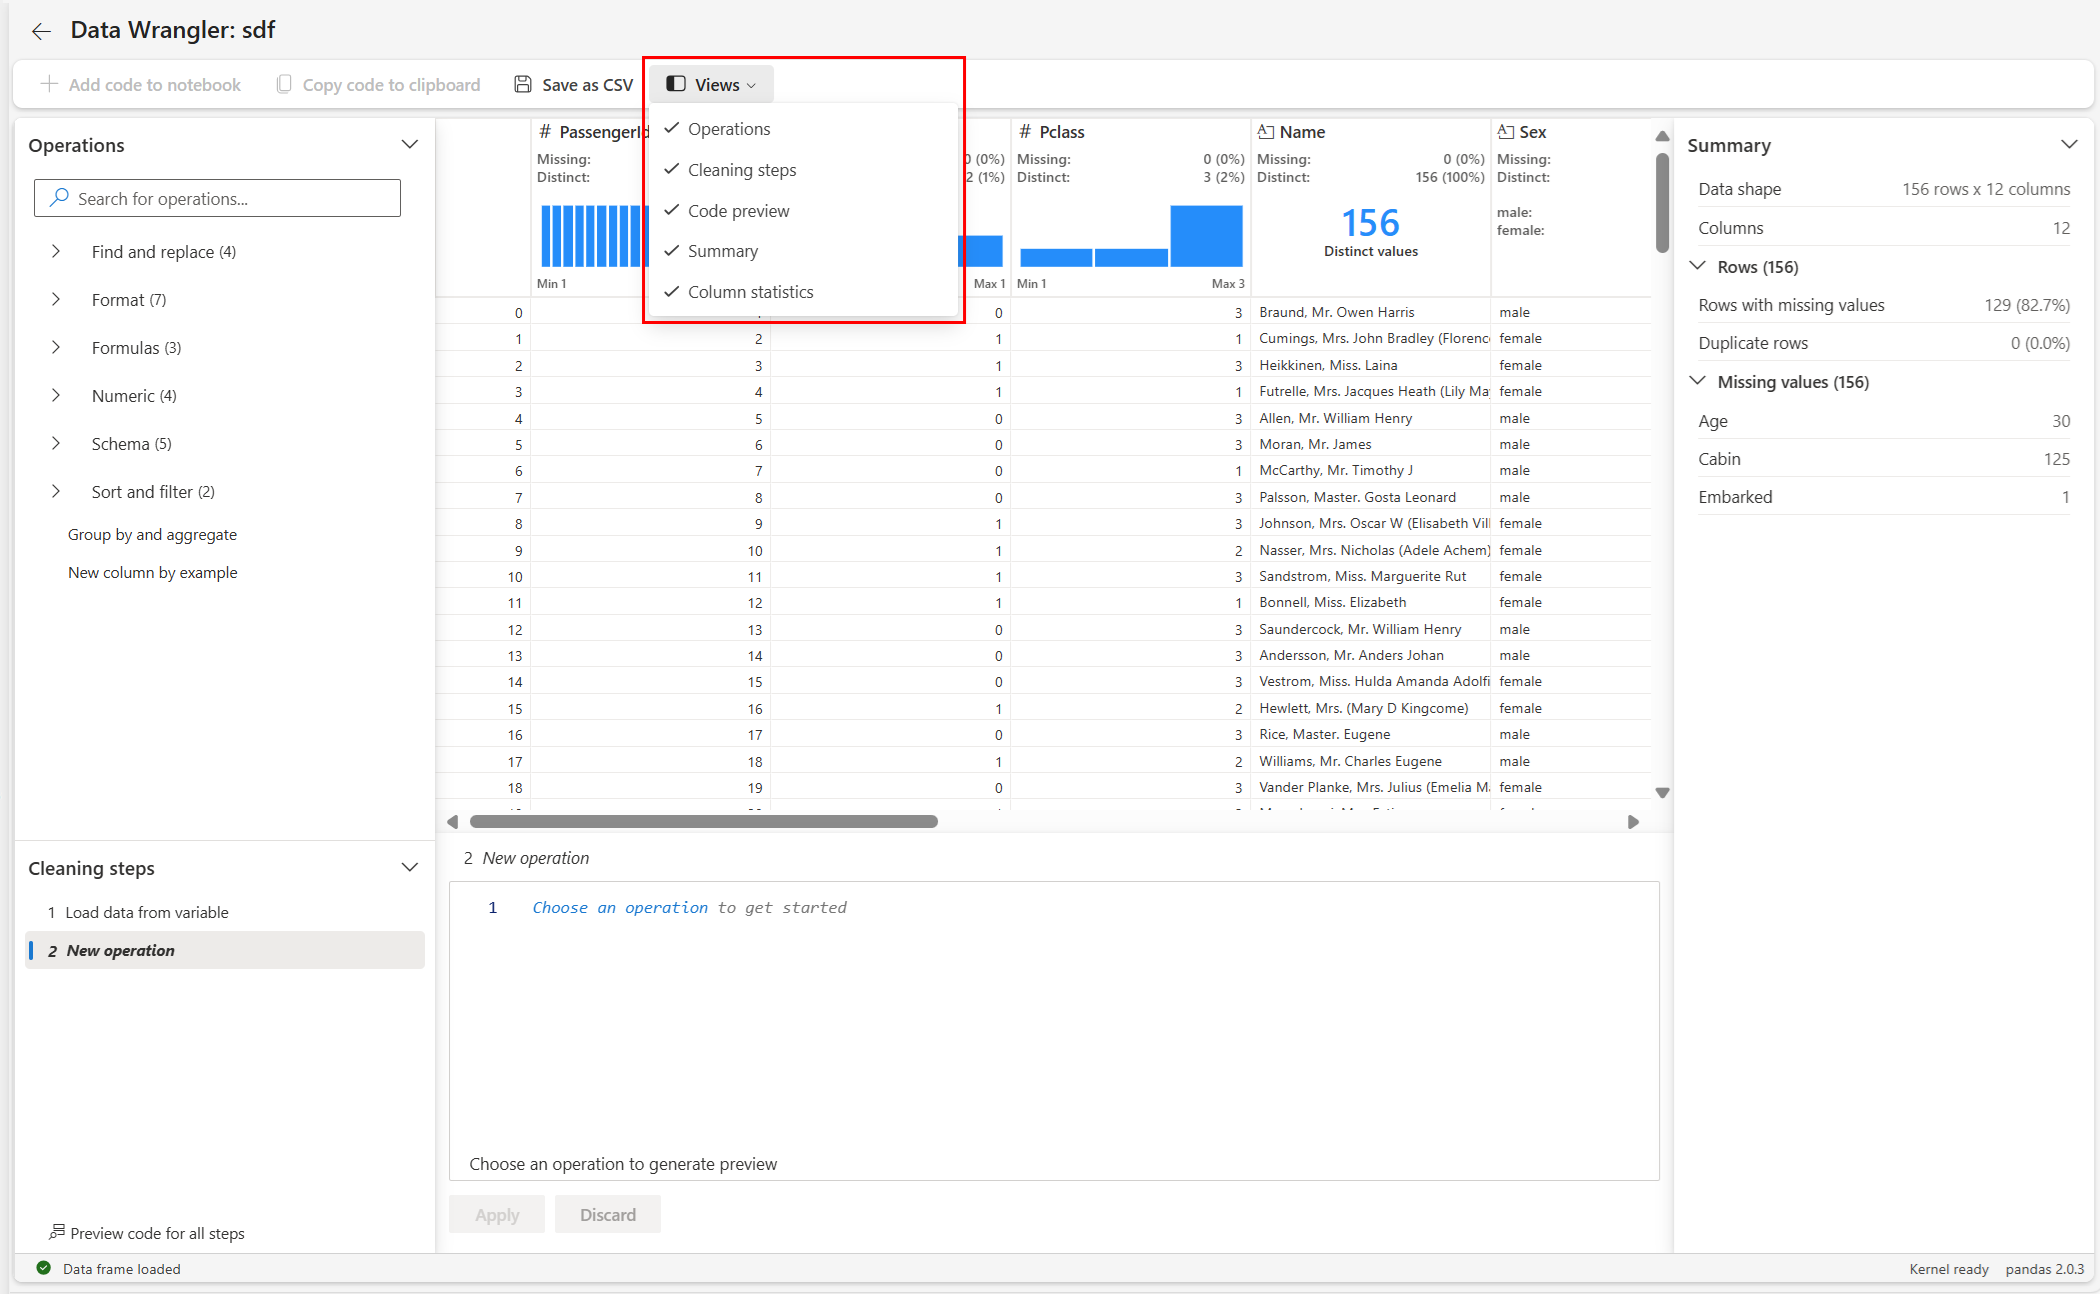 Data Wrangler: sdf
Add code to notebook
Copy code to clipboard
Save as CSV
Views
Operations
Cleaning steps
Code preview
Summary
Column statistics
Operations
Search for operations...
Find and replace (4)
Format (7)
Formulas (3)
Numeric (4)
Schema (5)
Sort and filter (2)
Group by and aggregate
New column by example
Cleaning steps
1 Load data from variable
2 New operation
Preview code for all steps
# PassengerId # Pclass Name Sex
Missing: 0 (0%) Missing: 0 (0%) Missing: 0 (0%) Missing:
Distinct: 2 (1%) Distinct: 3 (2%) Distinct: 156 (100%) Distinct:
156
Distinct values
male:
female:
Min 1 Max 1 Min 1 Max 3
0 0 3 Braund, Mr. Owen Harris male
1 2 1 1 Cumings, Mrs. John Bradley (Florenc female
2 3 1 3 Heikkinen, Miss. Laina female
3 4 1 1 Futrelle, Mrs. Jacques Heath (Lily Ma female
4 5 0 3 Allen, Mr. William Henry male
5 6 0 3 Moran, Mr. James male
6 7 0 1 McCarthy, Mr. Timothy J male
7 8 0 3 Palsson, Master. Gosta Leonard male
8 9 1 3 Johnson, Mrs. Oscar W (Elisabeth Vil female
9 10 1 2 Nasser, Mrs. Nicholas (Adele Achem) female
10 11 1 3 Sandstrom, Miss. Marguerite Rut female
11 12 1 1 Bonnell, Miss. Elizabeth female
12 13 0 3 Saundercock, Mr. William Henry male
13 14 0 3 Andersson, Mr. Anders Johan male
14 15 0 3 Vestrom, Miss. Hulda Amanda Adolfi female
15 16 1 2 Hewlett, Mrs. (Mary D Kingcome) female
16 17 0 3 Rice, Master. Eugene male
17 18 1 2 Williams, Mr. Charles Eugene male
18 19 0 3 Vander Planke, Mrs. Julius (Emelia M female
2 New operation
1 Choose an operation to get started
Choose an operation to generate preview
Apply
Discard
Summary
Data shape 156 rows x 12 columns
Columns 12
Rows (156)
Rows with missing values 129 (82.7%)
Duplicate rows 0 (0.0%)
Missing values (156)
Age 30
Cabin 125
Embarked 1
Data frame loaded
Kernel ready pandas 2.0.3